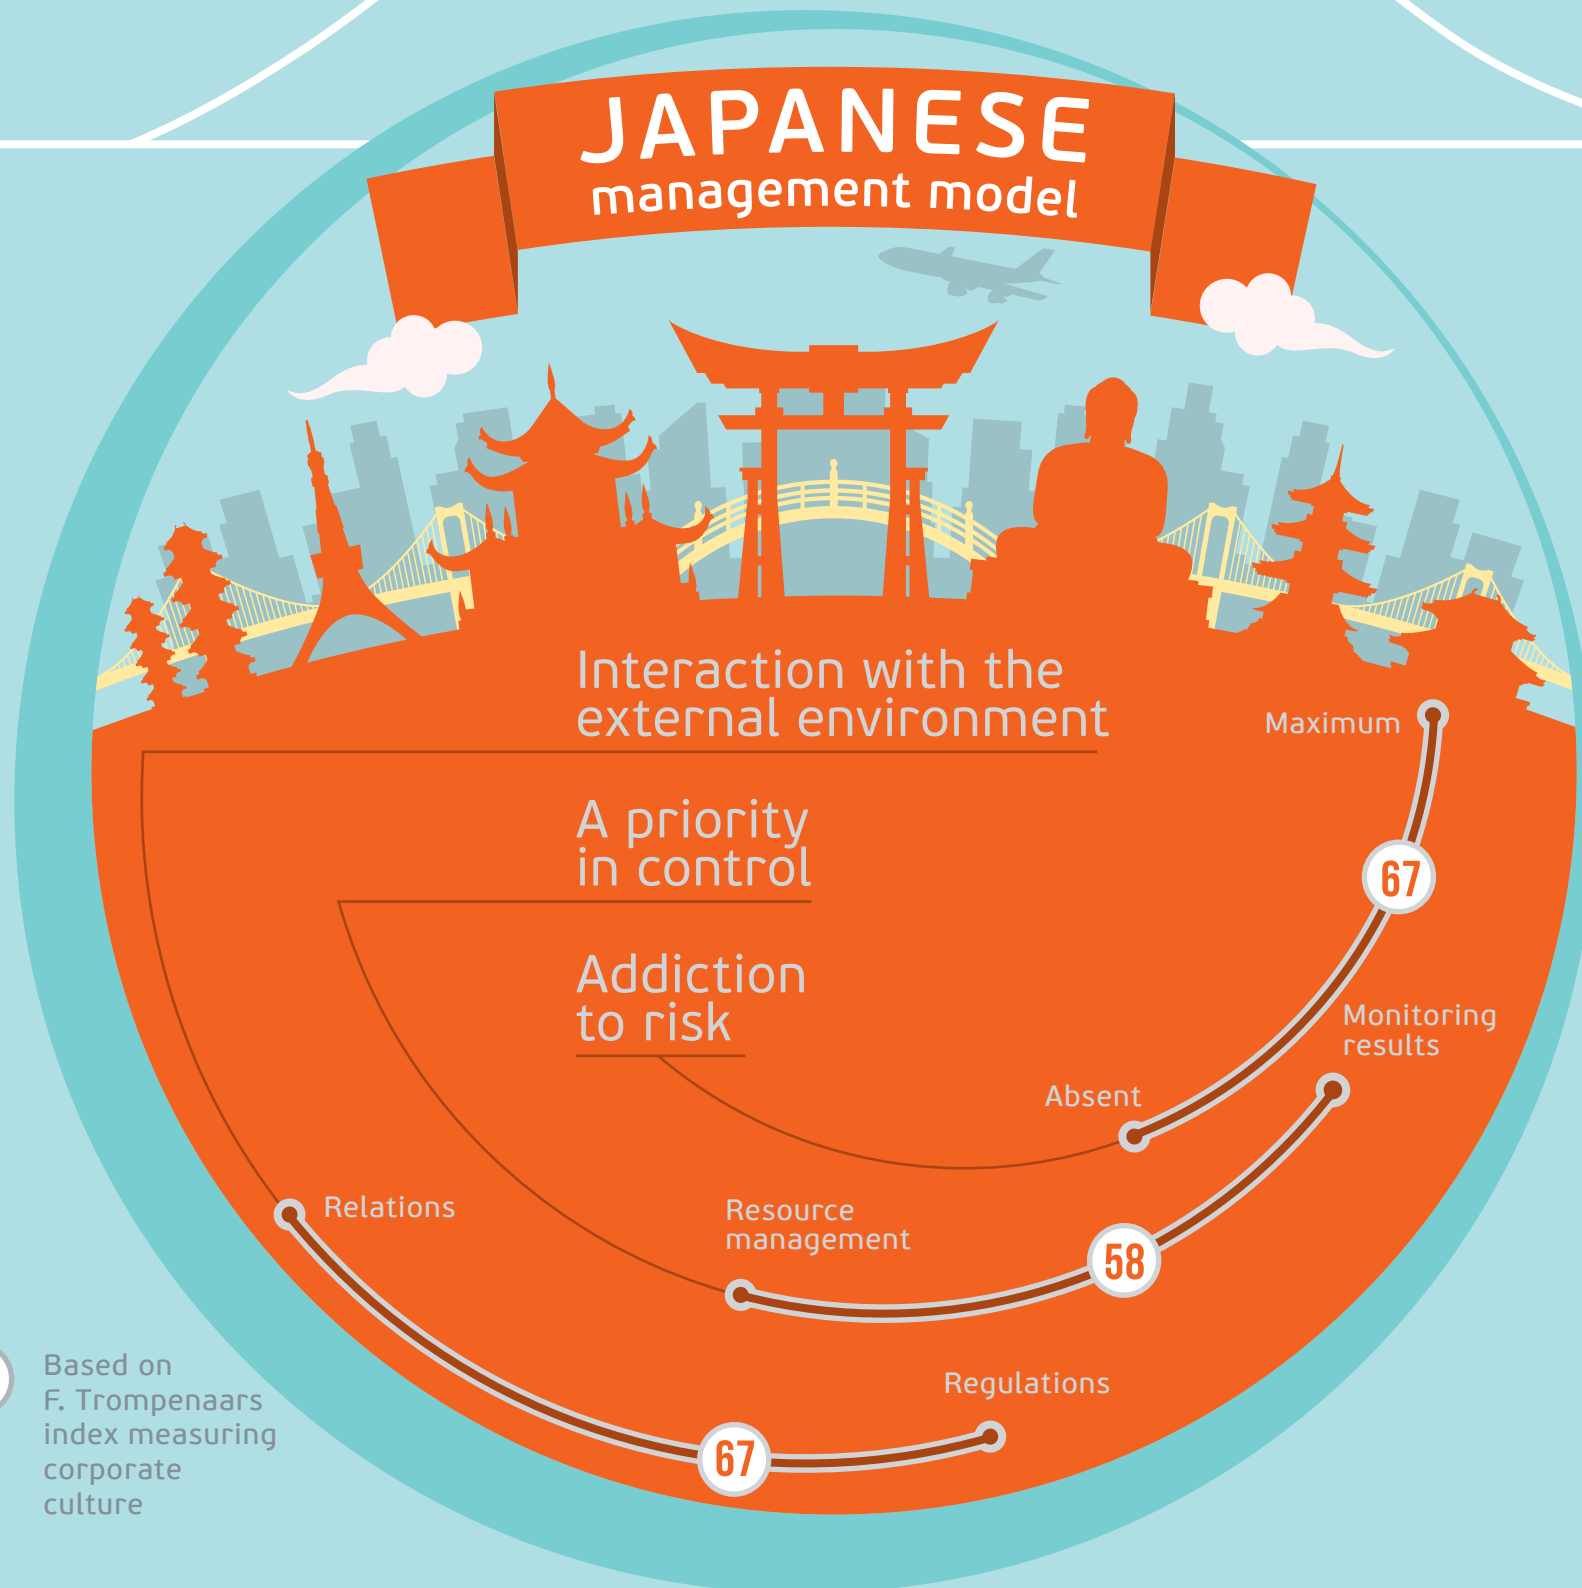 JAPANESE
management model
Interaction with the
external environment
A priority
in control
Addiction
to risk
Maximum
67
Monitoring
results
Absent
Relations
Resource
management
58
Regulations
67
Based on
F. Trompenaars
index measuring
corporate
culture